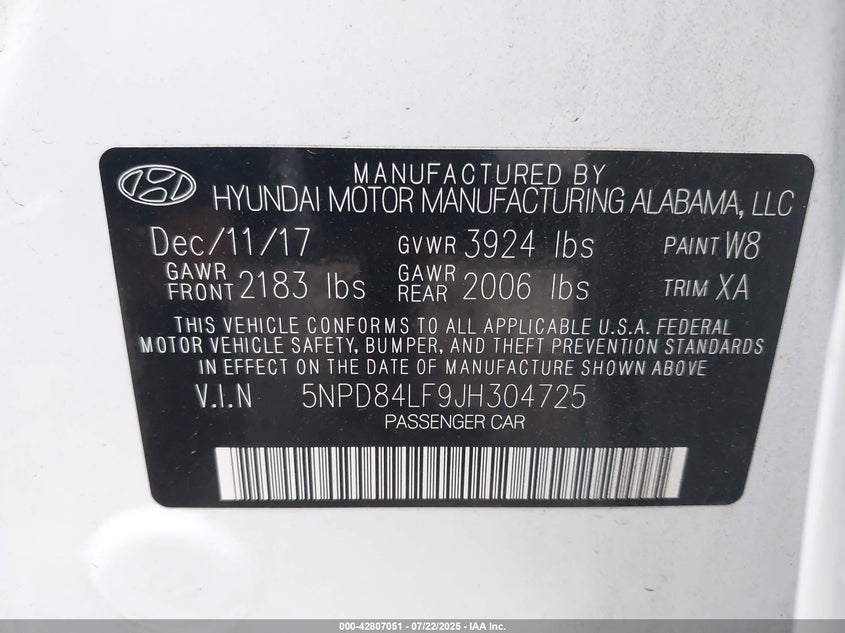 MANUFACTURED BY
HYUNDAI MOTOR MANUFACTURING ALABAMA, LLC
Dec/11/17 GVWR 3924 lbs PAINT W8
GAWR FRONT 2183 lbs GAWR REAR 2006 lbs TRIM XA
THIS VEHICLE CONFORMS TO ALL APPLICABLE U.S.A. FEDERAL
MOTOR VEHICLE SAFETY, BUMPER, AND THEFT PREVENTION STANDARDS
IN EFFECT ON THE DATE OF MANUFACTURE SHOWN ABOVE.
V.I.N 5NPD84LF9JH304725
PASSENGER CAR
000-42807051 - 07/22/2025 - IAA Inc.